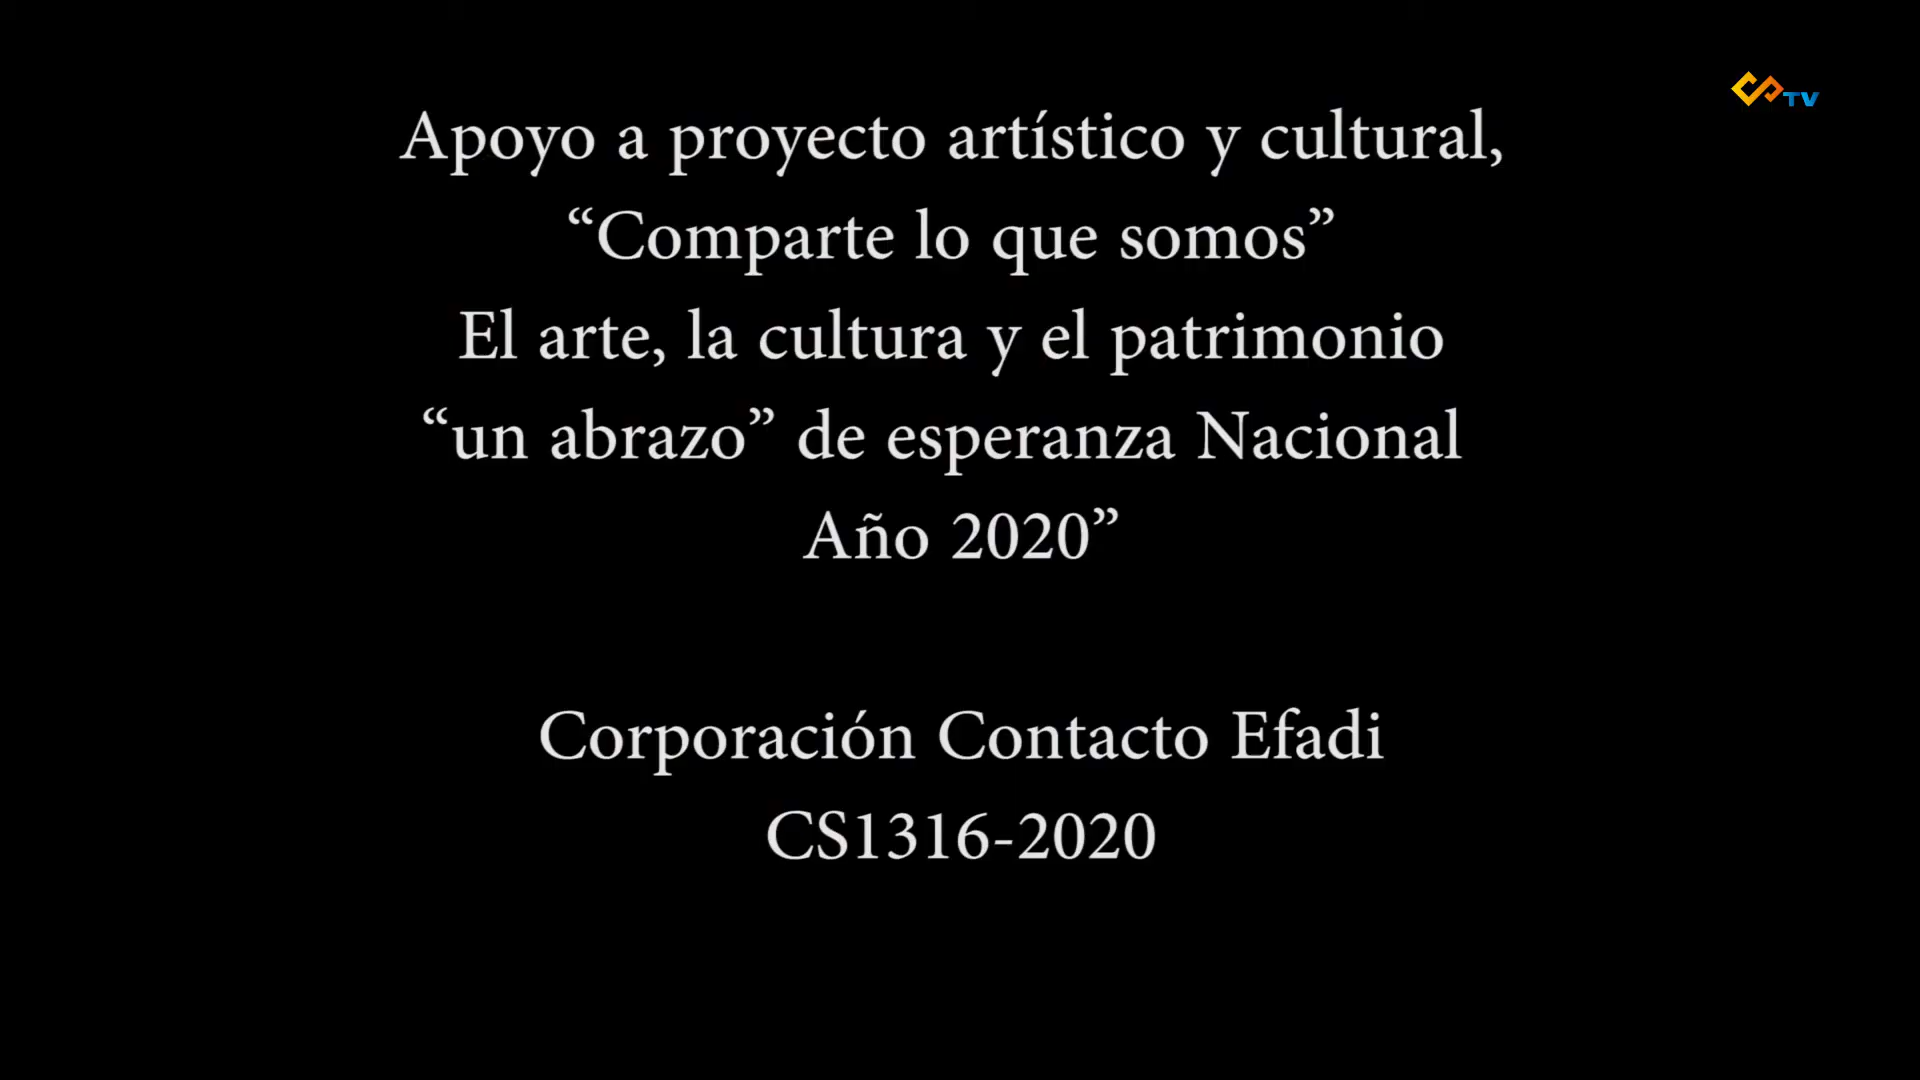 TV
Apoyo a proyecto artístico y cultural,
“Comparte lo que somos”
El arte, la cultura y el patrimonio
“un abrazo” de esperanza Nacional
Año 2020”
Corporación Contacto Efadi
CS1316-2020